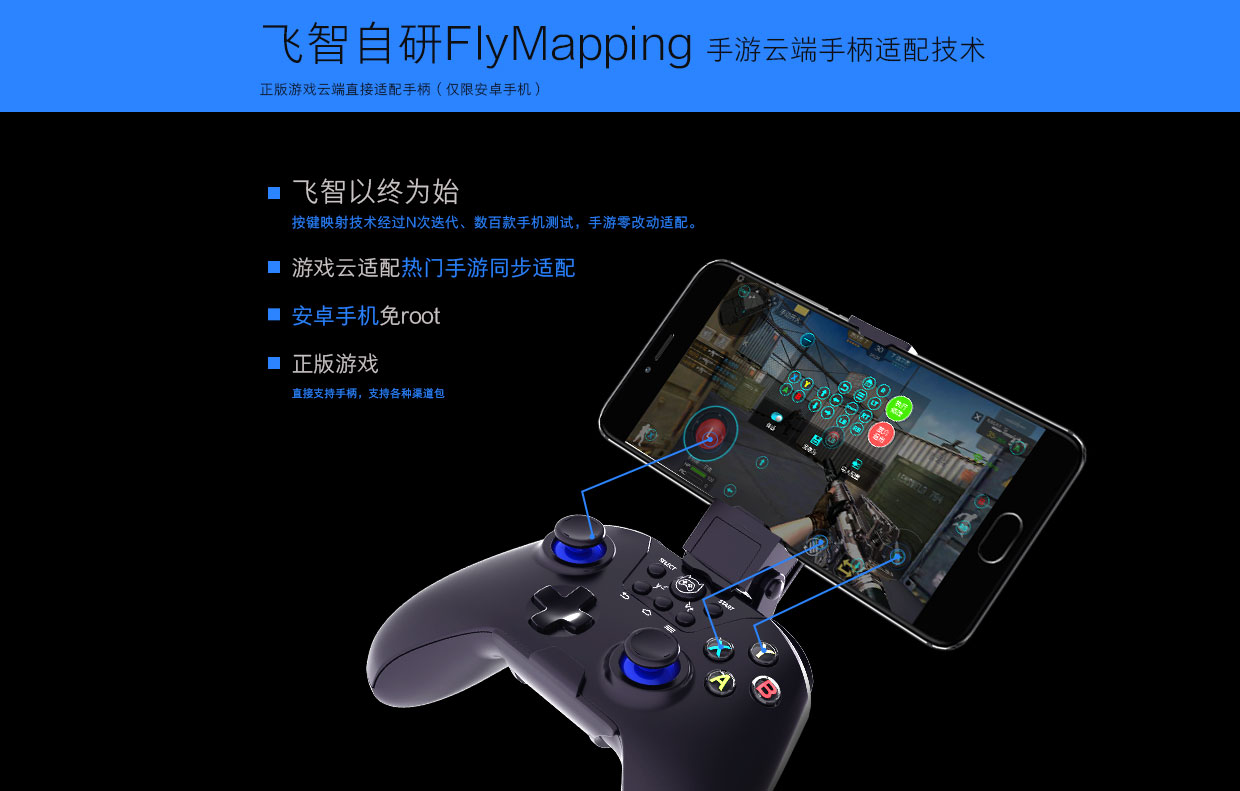 飞智自研FlyMapping 手游云端手柄适配技术
正版游戏云端直接适配手柄（仅限安卓手机）
飞智以终为始
按键映射技术经过N次迭代、数百款手机测试，手游零改动适配。
游戏云适配热门手游同步适配
安卓手机免root
正版游戏
直接支持手柄，支持各种渠道包
SELECT
START
X
Y
A
B